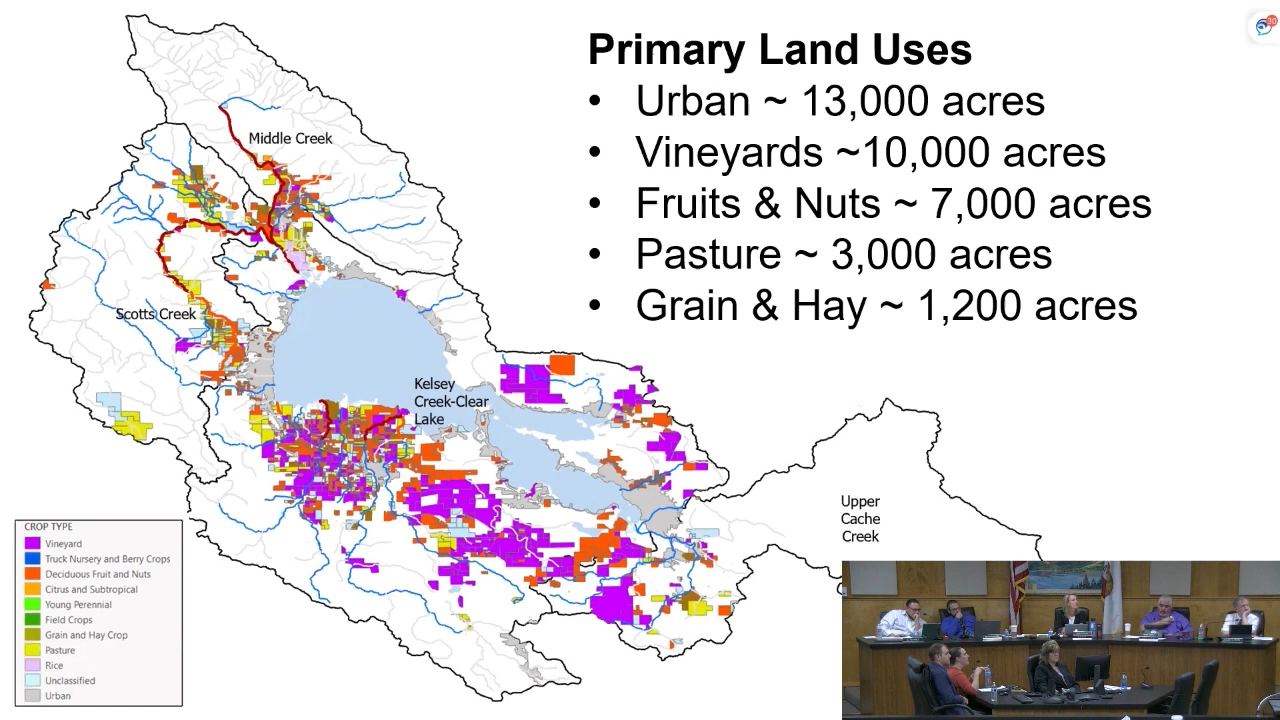 Primary Land Uses
• Urban ~ 13,000 acres
• Vineyards ~10,000 acres
• Fruits & Nuts ~ 7,000 acres
• Pasture ~ 3,000 acres
• Grain & Hay ~ 1,200 acres
Middle Creek
Scotts Creek
Kelsey
Creek-Clear
Lake
Upper
Cache
Creek
CROP TYPE
Vineyard
Truck Nursery and Berry Crops
Deciduous Fruit and Nuts
Citrus and Subtropical
Young Perennial
Field Crops
Grain and Hay Crop
Pasture
Rice
Unclassified
Urban